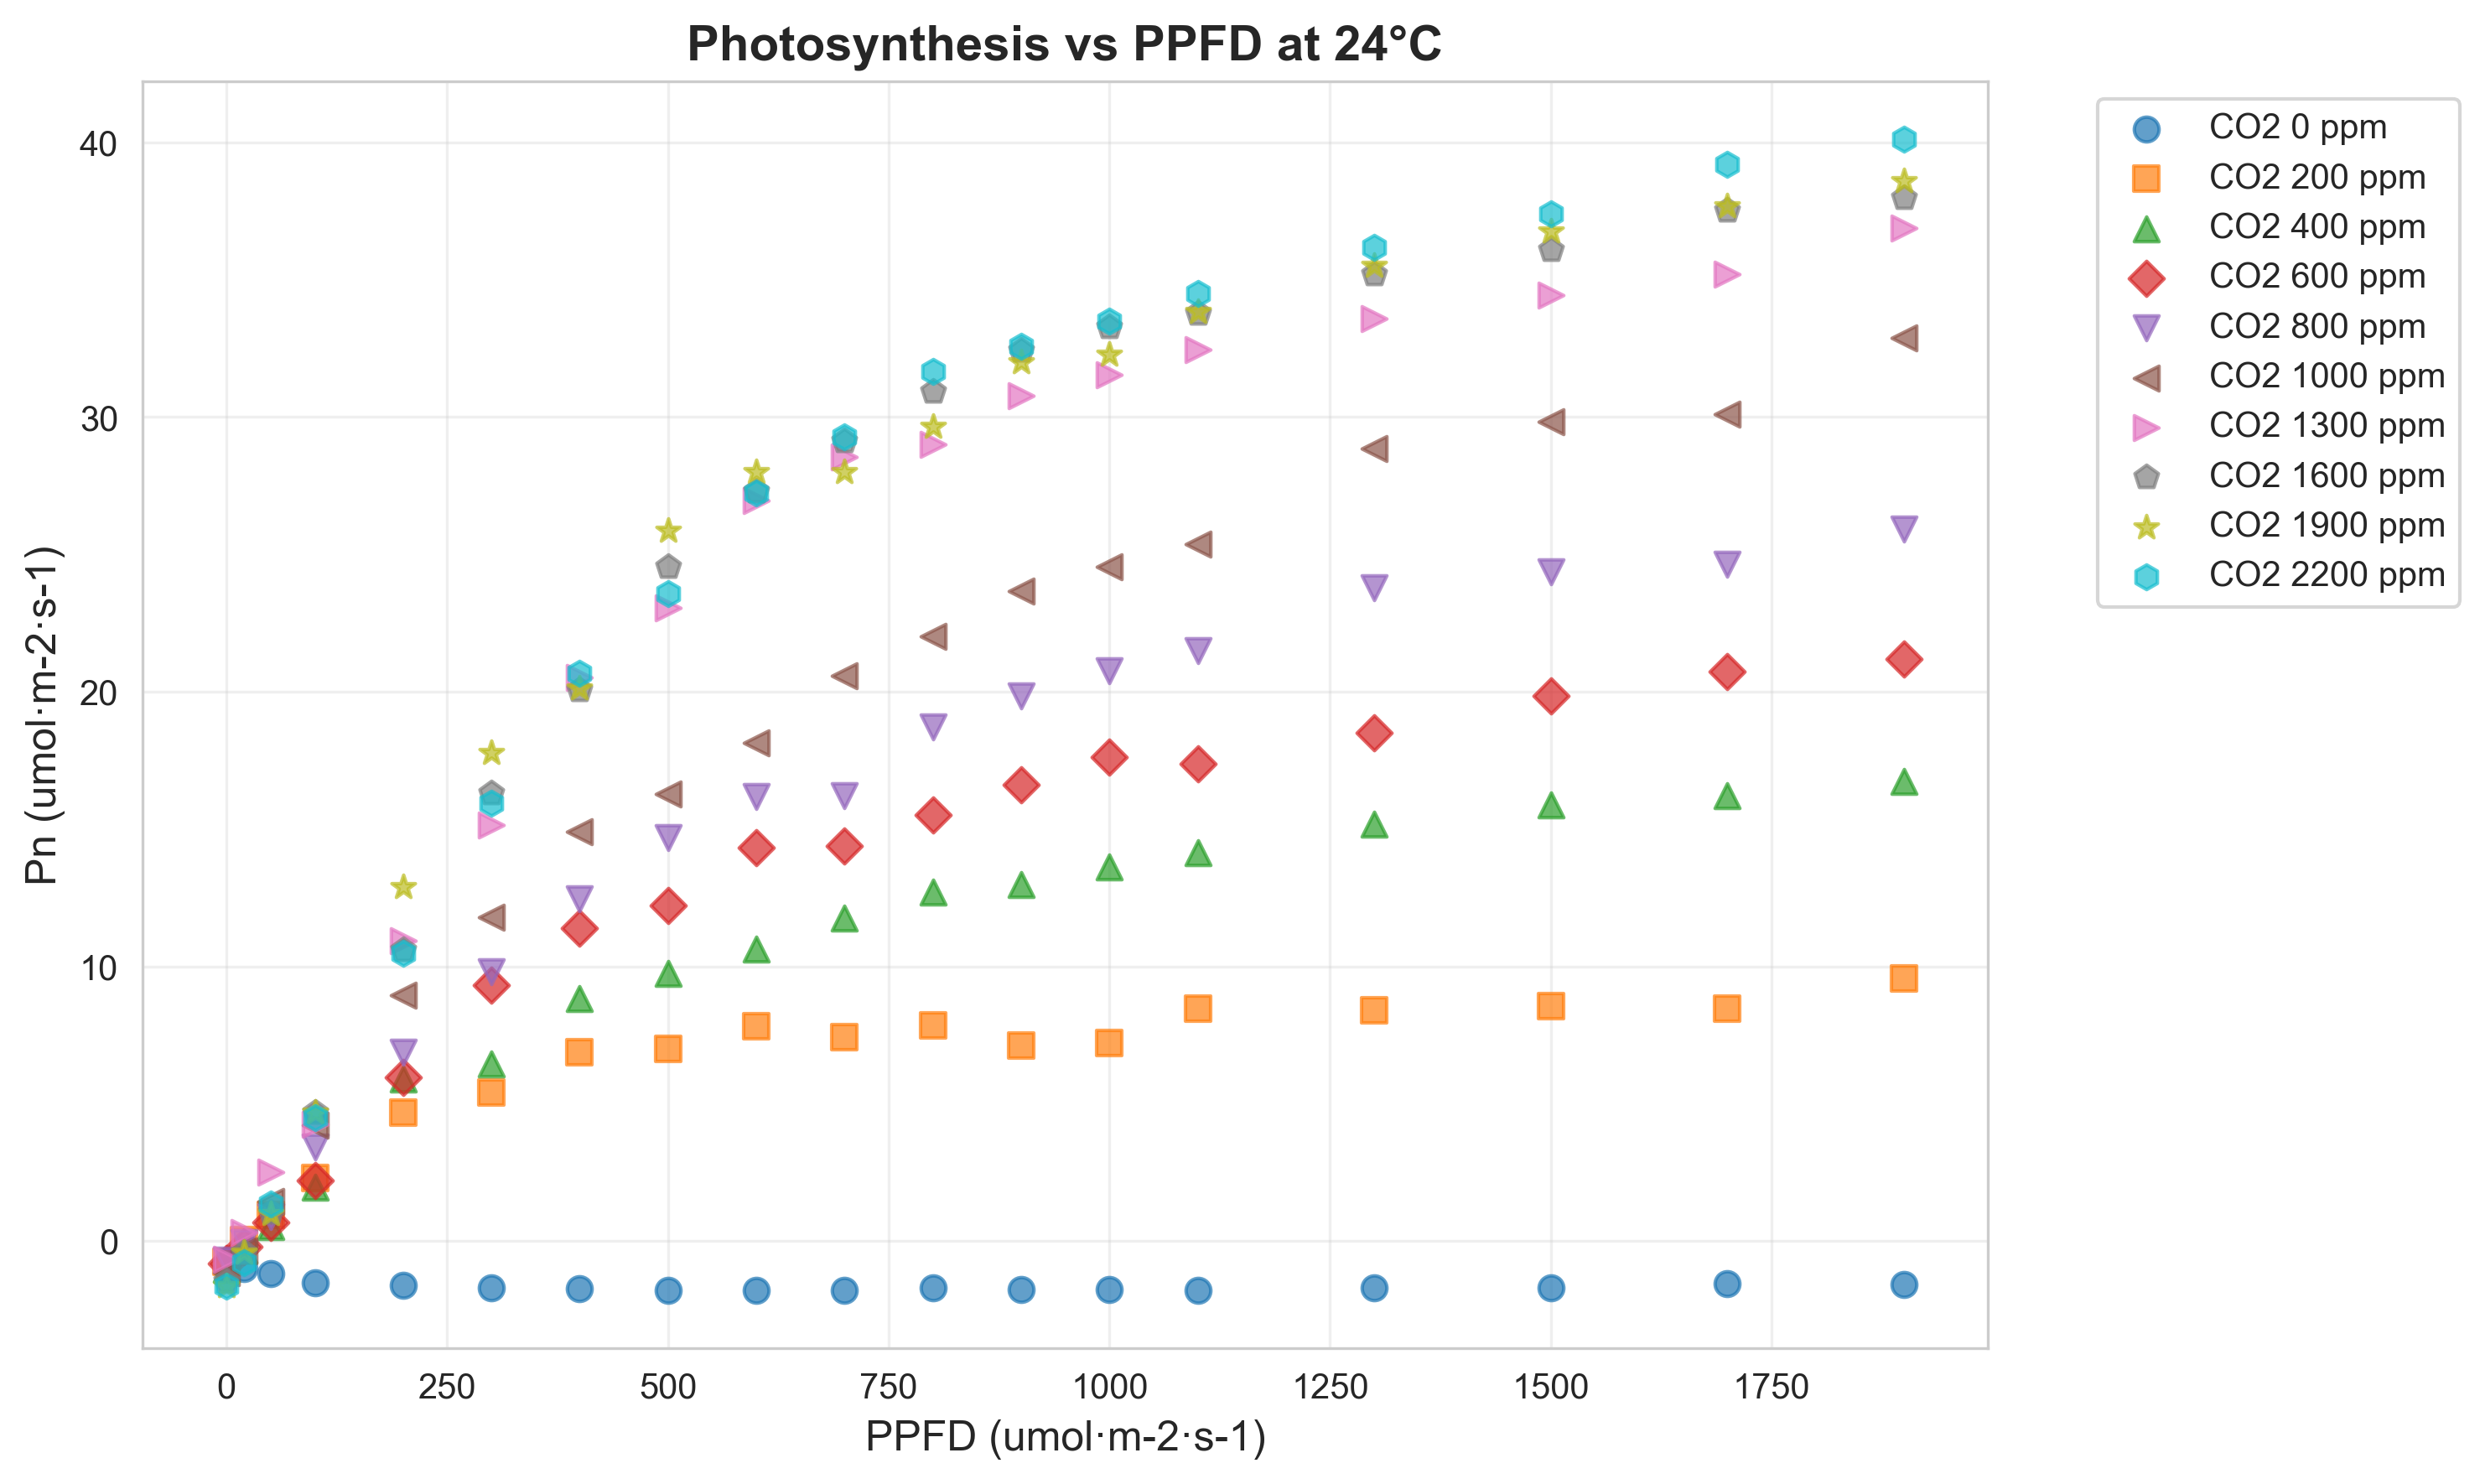 Photosynthesis vs PPFD at 24°C
Pn (umol·m-2·s-1)
40
30
20
10
0
0 250 500 750 1000 1250 1500 1750
PPFD (umol·m-2·s-1)
CO2 0 ppm
CO2 200 ppm
CO2 400 ppm
CO2 600 ppm
CO2 800 ppm
CO2 1000 ppm
CO2 1300 ppm
CO2 1600 ppm
CO2 1900 ppm
CO2 2200 ppm